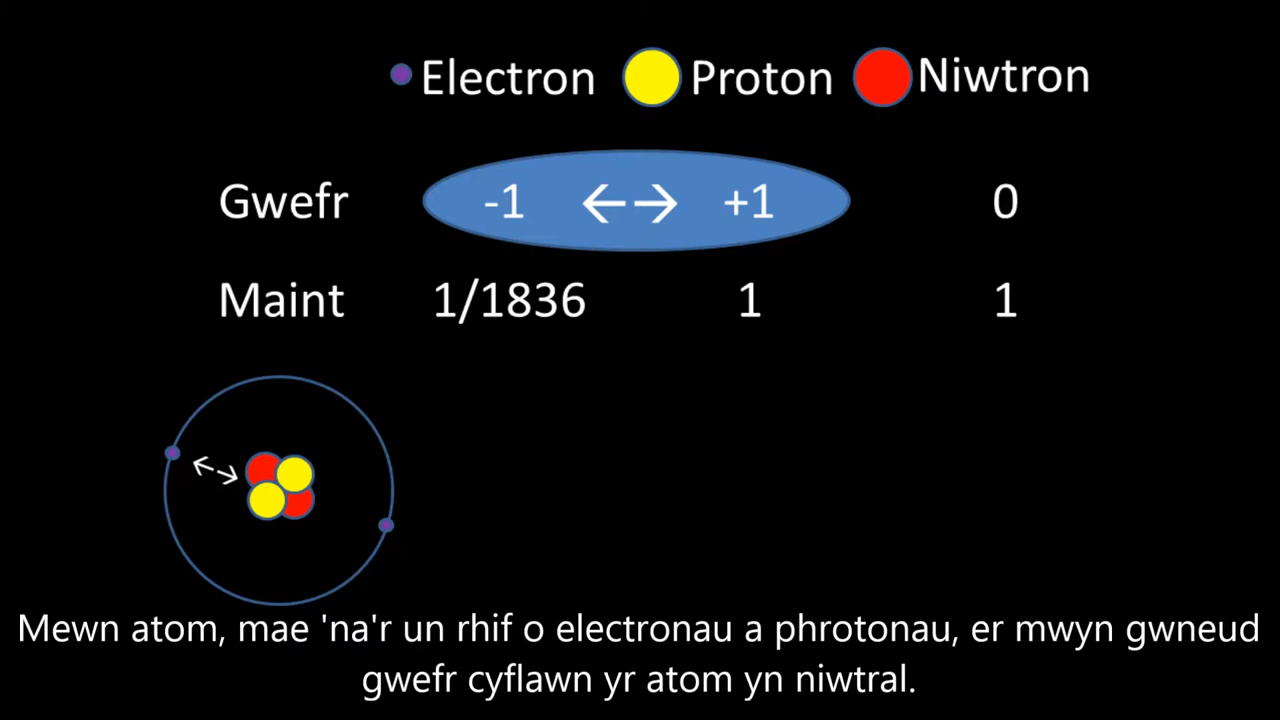 Electron Proton Niwtron
Gwefr -1 ←→ +1 0
Maint 1/1836 1 1
Mewn atom, mae 'na'r un rhif o electronau a phrotonau, er mwyn gwneud
gwefr cyflawn yr atom yn niwtral.